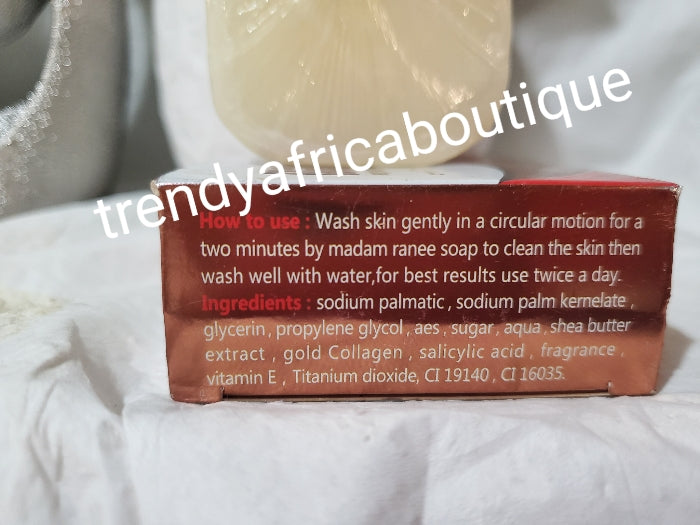 trendyafricaboutique
How to use : Wash skin gently in a circular motion for a
two minutes by madam ranee soap to clean the skin then
wash well with water,for best results use twice a day.
Ingredients : sodium palmatic , sodium palm kernelate ,
glycerin , propylene glycol , aes , sugar , aqua , shea butter
extract , gold Collagen , salicylic acid , fragrance ,
vitamin E , Titanium dioxide, CI 19140 , CI 16035.